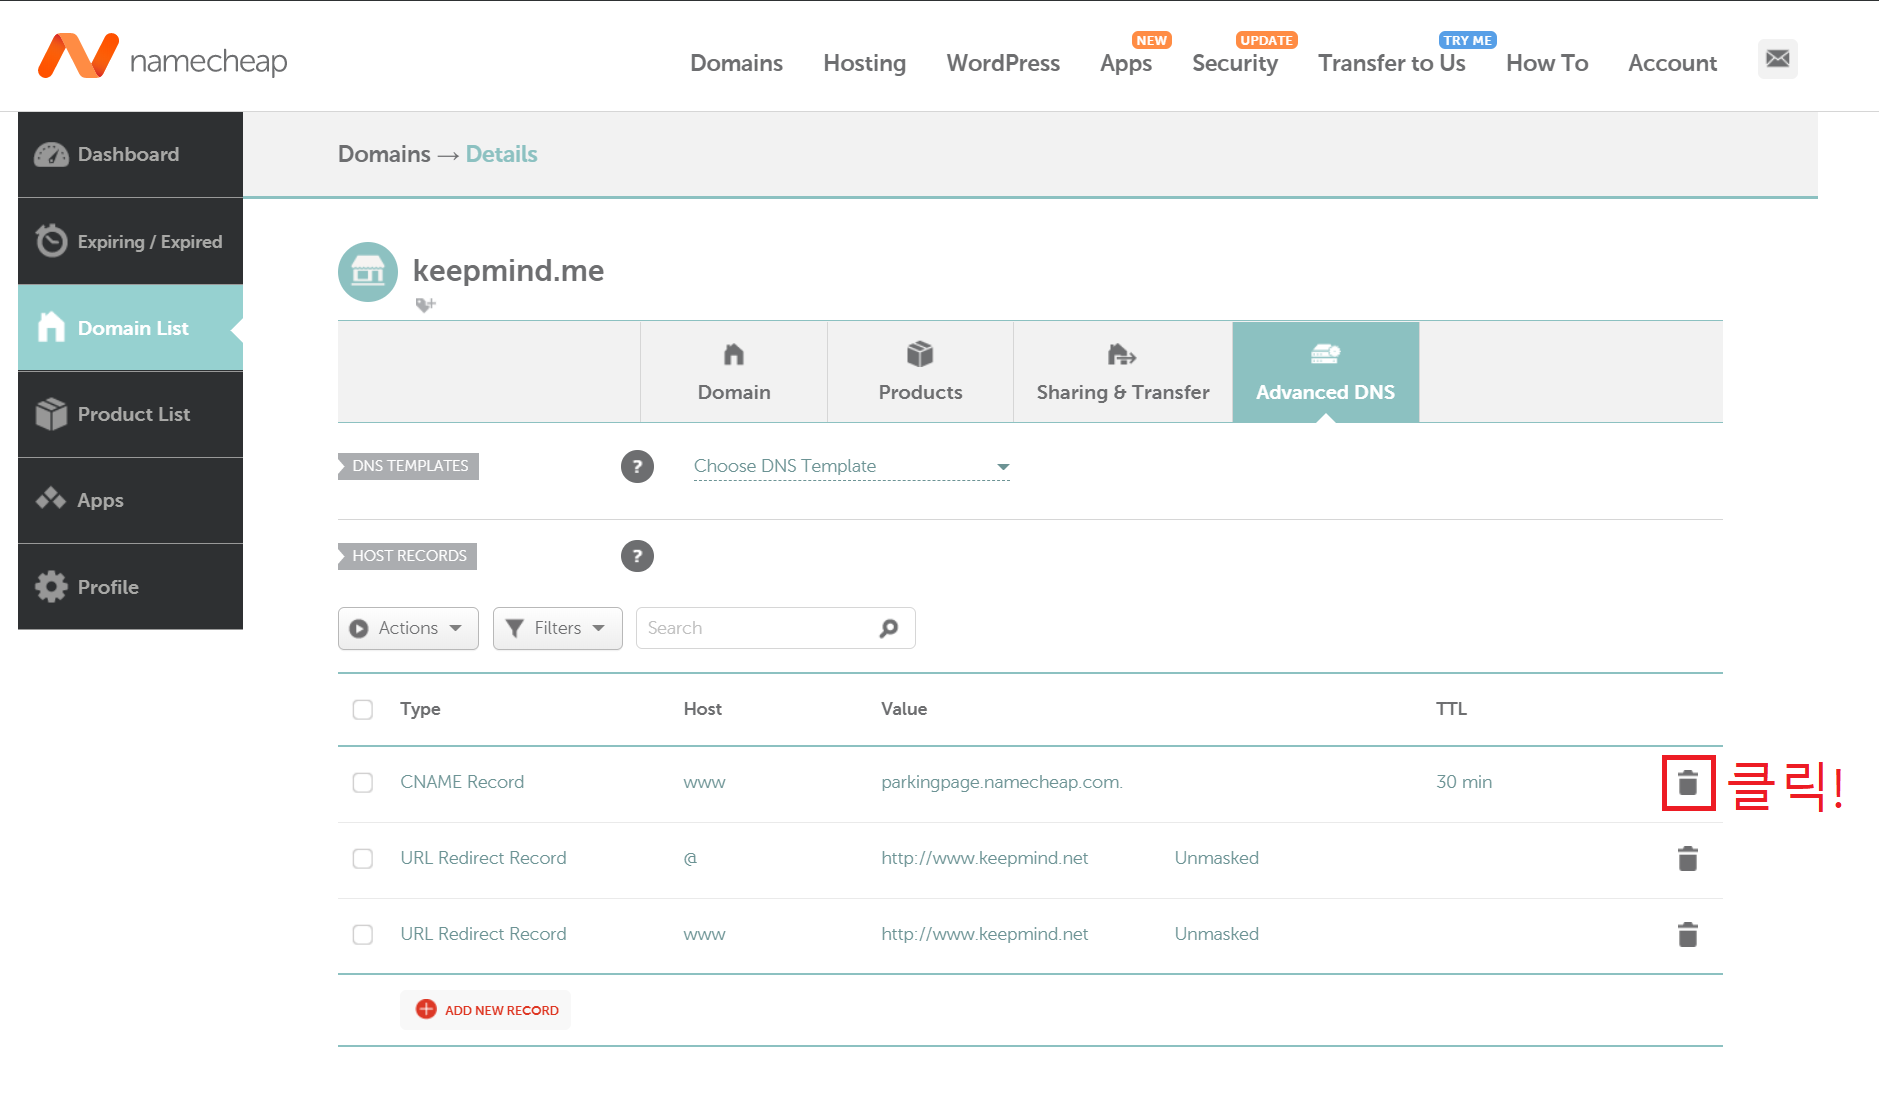 namecheap
Domains Hosting WordPress Apps NEW Security UPDATE Transfer to Us TRY ME How To Account
Dashboard
Expiring / Expired
Domain List
Product List
Apps
Profile
Domains → Details
keepmind.me
Domain Products Sharing & Transfer Advanced DNS
DNS TEMPLATES ? Choose DNS Template
HOST RECORDS ?
Actions Filters Search
Type Host Value TTL
CNAME Record www parkingpage.namecheap.com. 30 min 클릭!
URL Redirect Record @ http://www.keepmind.net Unmasked
URL Redirect Record www http://www.keepmind.net Unmasked
ADD NEW RECORD